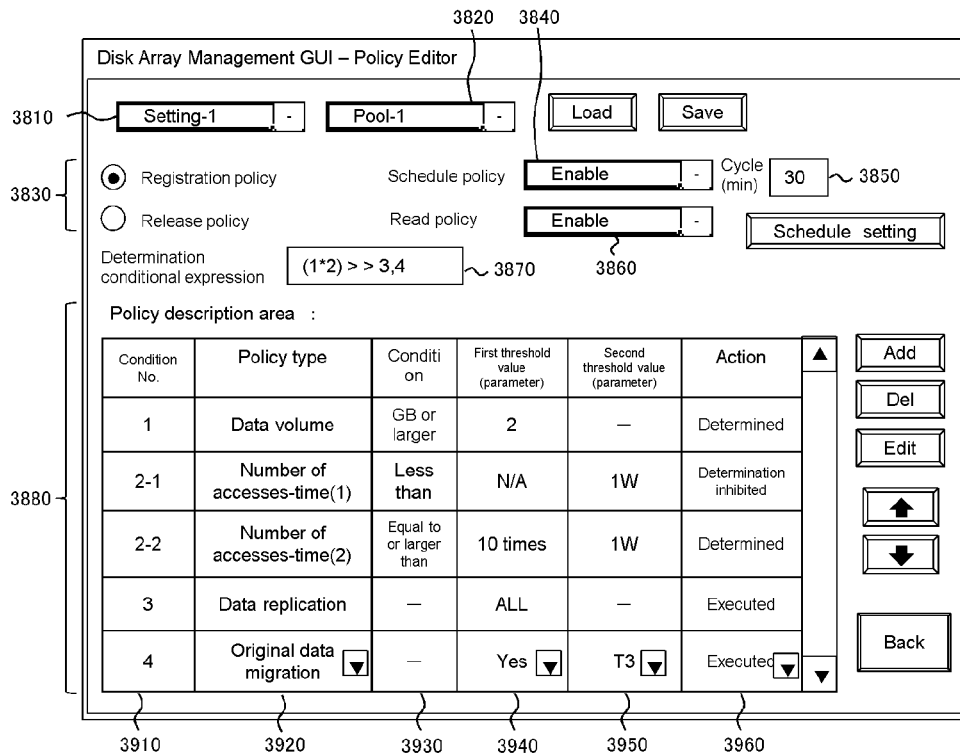 3820 3840
Disk Array Management GUI – Policy Editor
3810 Setting-1 - Pool-1 - Load Save
3830
Registration policy Schedule policy Enable - Cycle (min) 30 3850
Release policy Read policy Enable - Schedule setting
Determination
conditional expression (1*2) > > 3,4 3870 3860
Policy description area :
Condition No. Policy type Conditi on First threshold value (parameter) Second threshold value (parameter) Action Add
1 Data volume GB or larger 2 – Determined Del
Edit
3880
2-1 Number of accesses-time(1) Less than N/A 1W Determination inhibited
2-2 Number of accesses-time(2) Equal to or larger than 10 times 1W Determined
3 Data replication – ALL – Executed
4 Original data migration – Yes T3 Executed Back
3910 3920 3930 3940 3950 3960